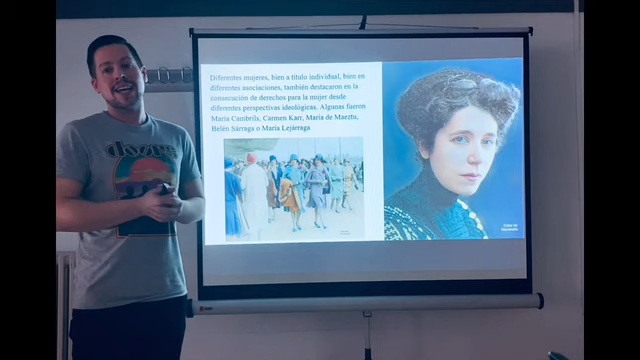 Diferentes mujeres, bien a título individual, bien en
diferentes asociaciones, también destacaron en la
consecución de derechos para la mujer desde
diferentes perspectivas ideológicas. Algunas fueron
María Cambrils, Carmen Karr, María de Maeztu,
Belén Sárraga o María Lejárraga